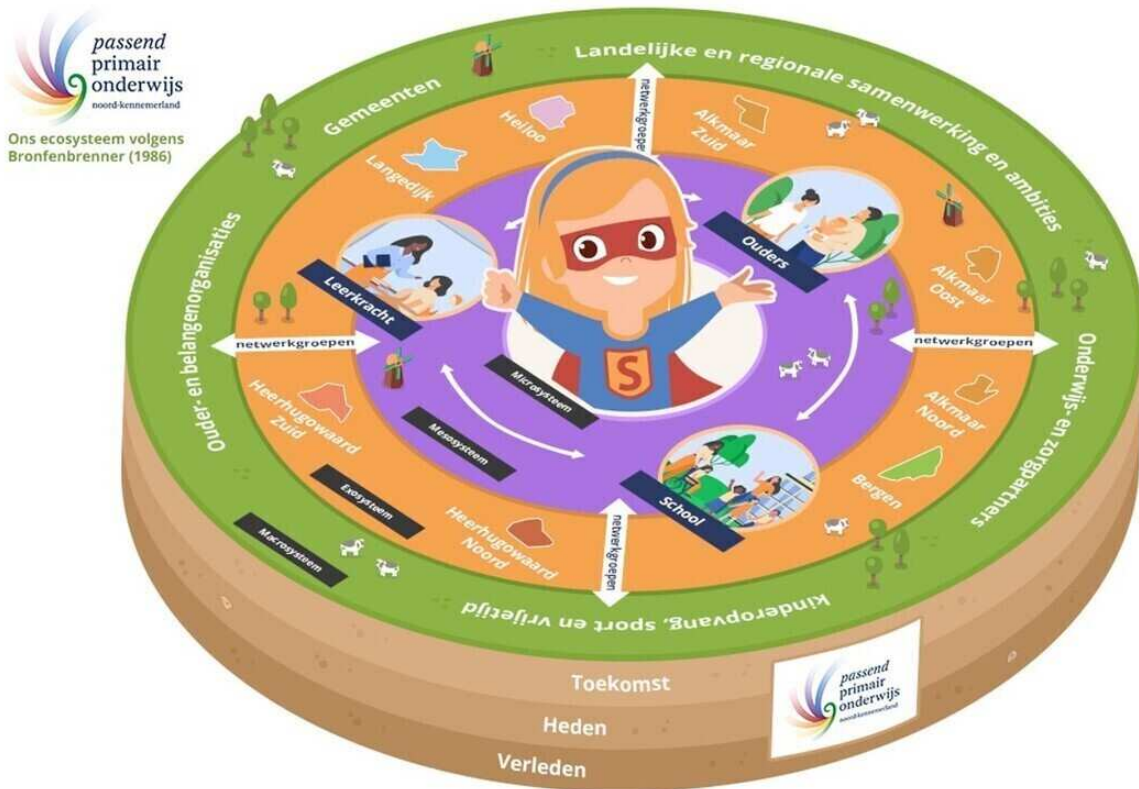 passend
primair
onderwijs
noord-kennemerland
Ons ecosysteem volgens
Bronfenbrenner (1986)
Landelijke en regionale samenwerking en ambities
Gemeenten
Ouder- en belangenorganisaties
Onderwijs- en zorgpartners
kinderopvang, sport en vrijetijd
netwerkgroepen
Heiloo
Alkmaar
Zuid
Langedijk
Alkmaar
Oost
Ouders
Leerkracht
netwerkgroepen
netwerkgroepen
S
Microsysteem
Heerhugowaard
Zuid
Mesosysteem
Alkmaar
Noord
Bergen
School
Exosysteem
Heerhugowaard
Noord
netwerkgroepen
Macrosysteem
Toekomst
Heden
Verleden
passend
primair
onderwijs
noord-kennemerland